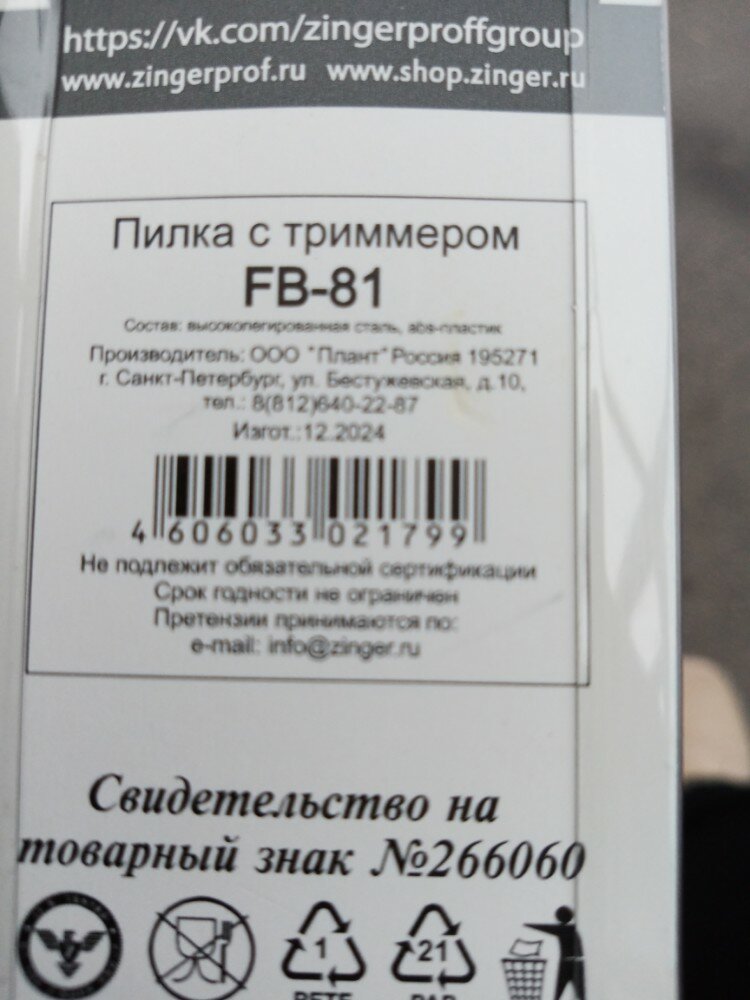 https://vk.com/zingerproffgroup
www.zingerprof.ru www.shop.zinger.ru
Пилка с триммером
FB-81
Состав: высоколегированная сталь, abs-пластик
Производитель: ООО "Плант" Россия 195271
г. Санкт-Петербург, ул. Бестужевская, д.10,
тел.: 8(812)640-22-87
Изгот.:12.2024
4 606033 021799
Не подлежит обязательной сертификации
Срок годности не ограничен
Претензии принимаются по:
e-mail: info@zinger.ru
Свидетельство на
товарный знак №266060
1 21
PETE PAP